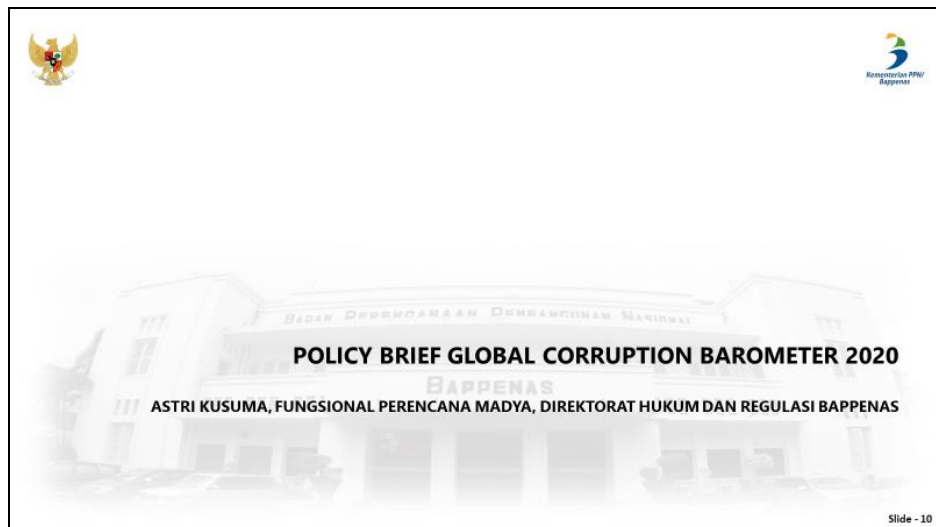 Kementerian PPN/
Bappenas
BADAN PERENCANAAN PEMBANGUNAN NASIONAL
POLICY BRIEF GLOBAL CORRUPTION BAROMETER 2020
BAPPENAS
ASTRI KUSUMA, FUNGSIONAL PERENCANA MADYA, DIREKTORAT HUKUM DAN REGULASI BAPPENAS
Slide - 10